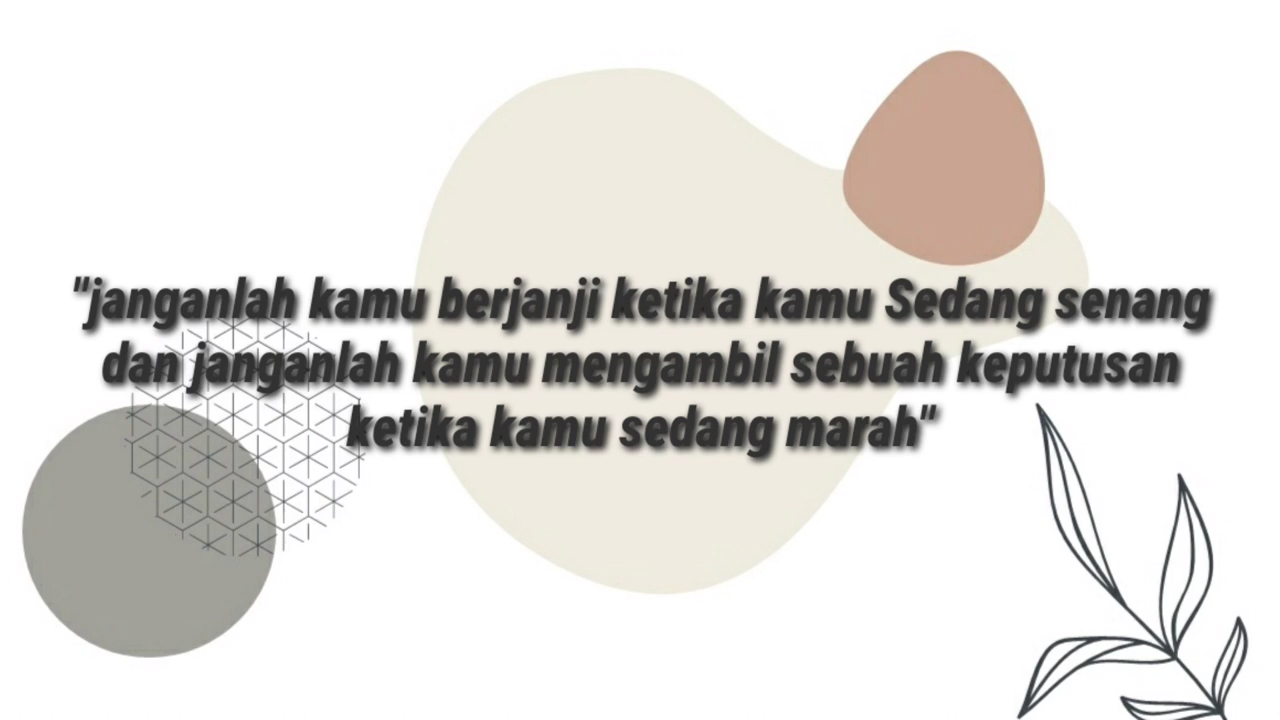 "janganlah kamu berjanji ketika kamu Sedang senang
dan janganlah kamu mengambil sebuah keputusan
ketika kamu sedang marah"